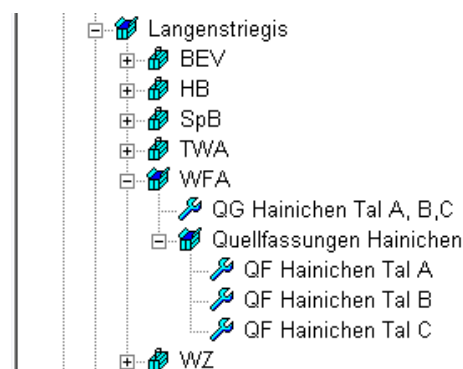 Langenstriegis
BEV
HB
SpB
TWA
WFA
QG Hainichen Tal A, B,C
Quellfassungen Hainichen
QF Hainichen Tal A
QF Hainichen Tal B
QF Hainichen Tal C
WZ